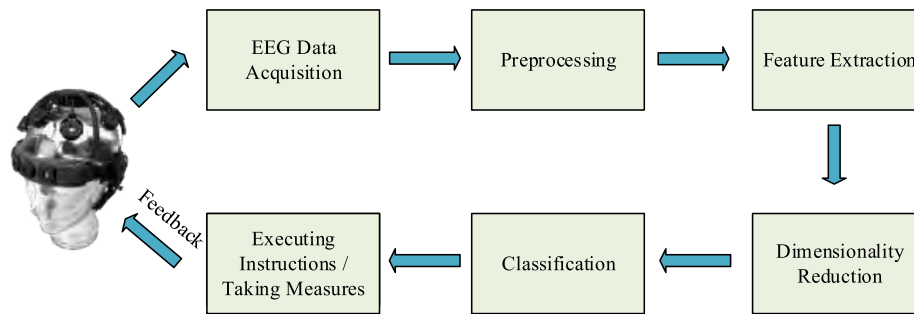 EEG Data
Acquisition
Preprocessing
Feature Extraction
Dimensionality
Reduction
Classification
Executing
Instructions /
Taking Measures
Feedback